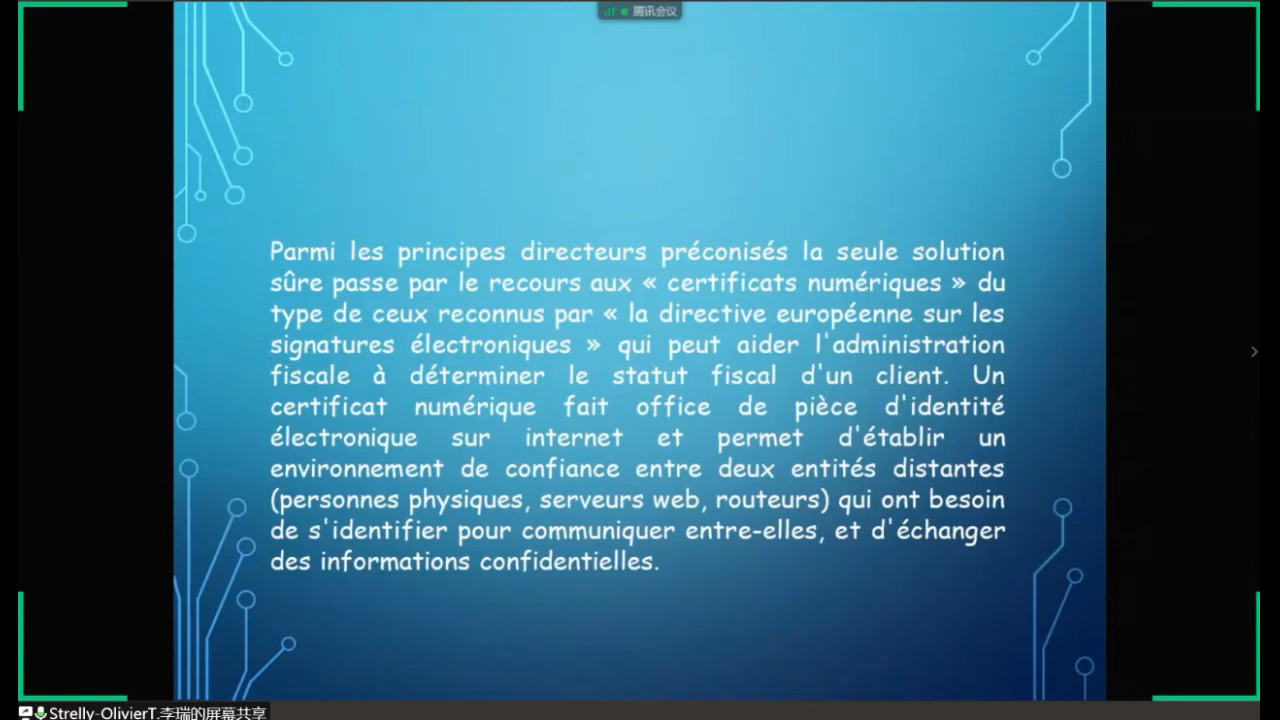 腾讯会议
Parmi les principes directeurs préconisés la seule solution
sûre passe par le recours aux « certificats numériques » du
type de ceux reconnus par « la directive européenne sur les
signatures électroniques » qui peut aider l'administration
fiscale à déterminer le statut fiscal d'un client. Un
certificat numérique fait office de pièce d'identité
électronique sur internet et permet d'établir un
environnement de confiance entre deux entités distantes
(personnes physiques, serveurs web, routeurs) qui ont besoin
de s'identifier pour communiquer entre-elles, et d'échanger
des informations confidentielles.
Strelly-OlivierT.李瑞的屏幕共享